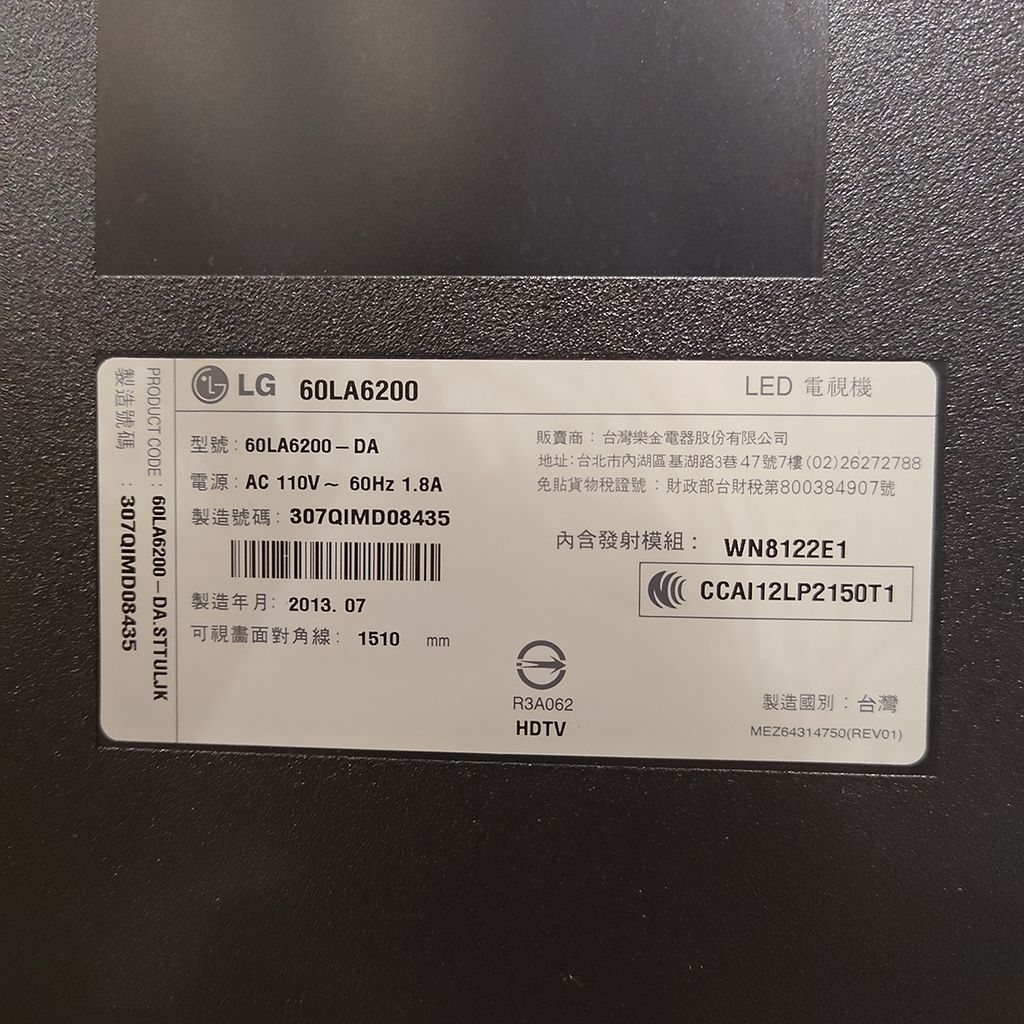 LG 60LA6200
LED 電視機
型號：60LA6200-DA
電源：AC 110V～ 60Hz 1.8A
製造號碼：307QIMD08435
製造年月：2013. 07
可視畫面對角線： 1510 mm
販賣商：台灣樂金電器股份有限公司
地址：台北市內湖區基湖路3巷47號7樓(02)26272788
免貼貨物稅證號：財政部台財稅第800384907號
內含發射模組： WN8122E1
CCAI12LP2150T1
R3A062
HDTV
製造國別：台灣
MEZ64314750(REV01)
PRODUCT CODE：60LA6200-DA.STTULJK
製造號碼 ：307QIMD08435